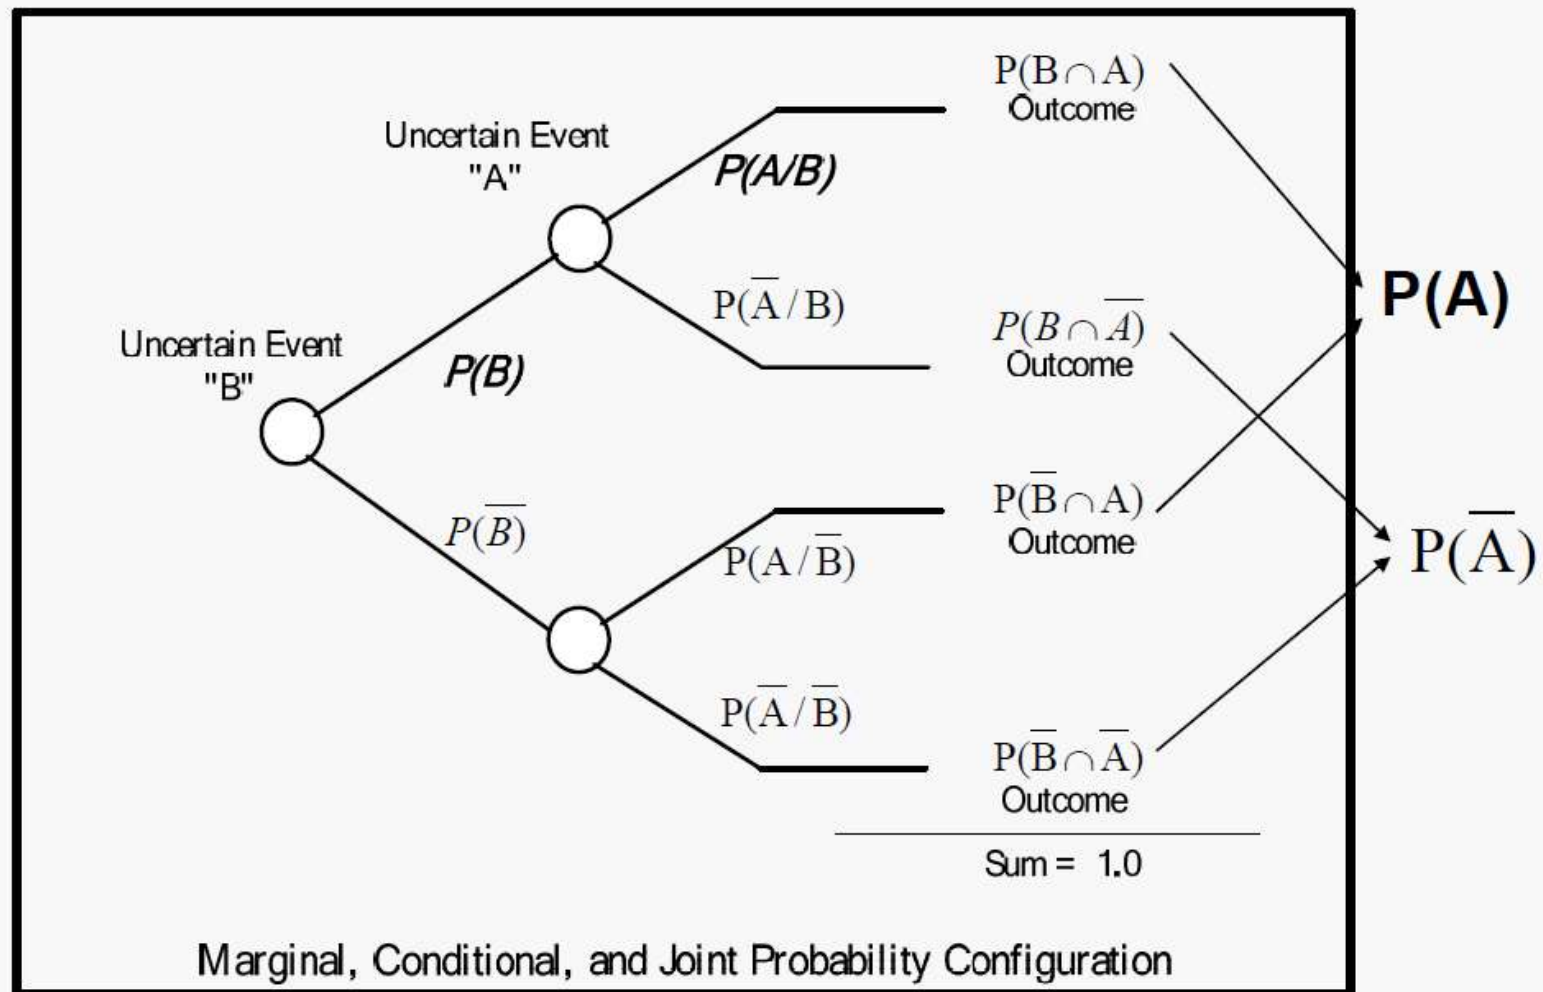 P(B ∩ A)
Outcome
Uncertain Event
"A"
P(A/B)
P(A̅ / B)
P(B ∩ A̅)
Outcome
P(A)
Uncertain Event
"B"
P(B)
P(B̅)
P(B̅ ∩ A)
Outcome
P(A / B̅)
P(A̅)
P(A̅ / B̅)
P(B̅ ∩ A̅)
Outcome
Sum = 1.0
Marginal, Conditional, and Joint Probability Configuration